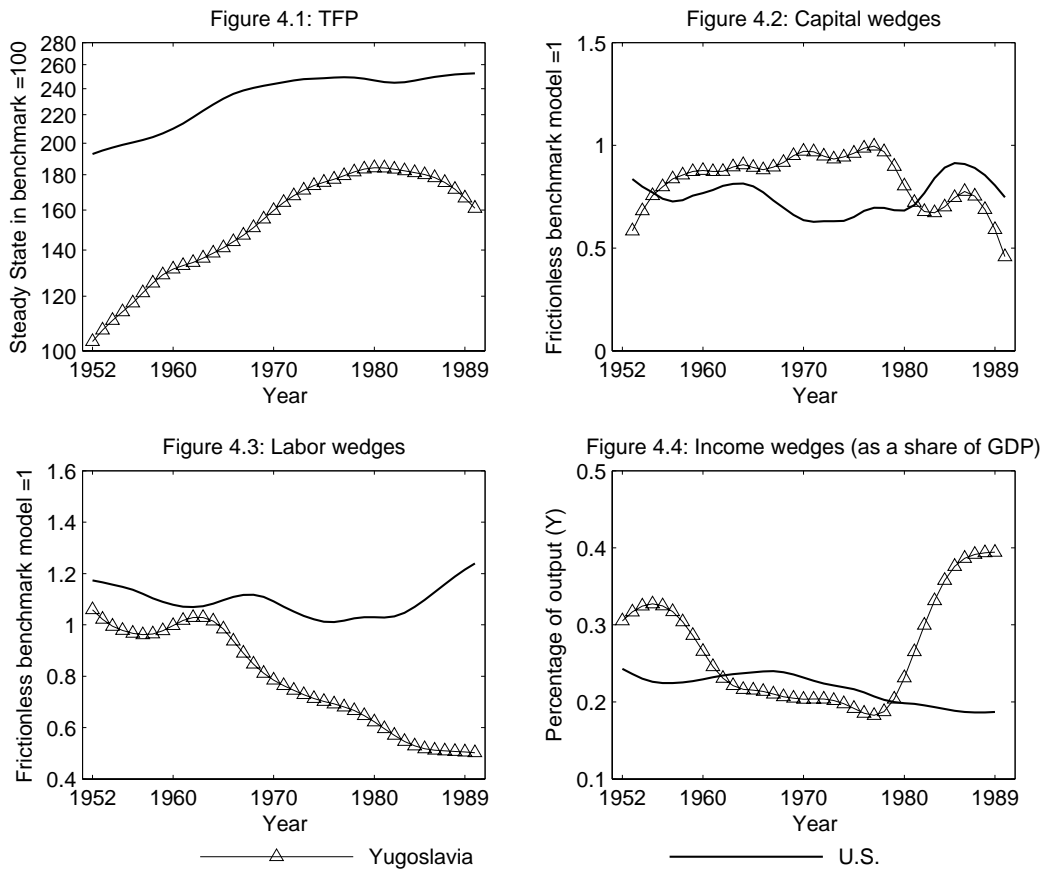 Figure 4.1: TFP
Steady State in benchmark =100
280
260
240
220
200
180
160
140
120
100
1952 1960 1970 1980 1989
Year
Figure 4.2: Capital wedges
Frictionless benchmark model =1
1.5
1
0.5
0
1952 1960 1970 1980 1989
Year
Figure 4.3: Labor wedges
Frictionless benchmark model =1
1.6
1.4
1.2
1
0.8
0.6
0.4
1952 1960 1970 1980 1989
Year
Figure 4.4: Income wedges (as a share of GDP)
Percentage of output (Y)
0.5
0.4
0.3
0.2
0.1
1952 1960 1970 1980 1989
Year
Yugoslavia
U.S.